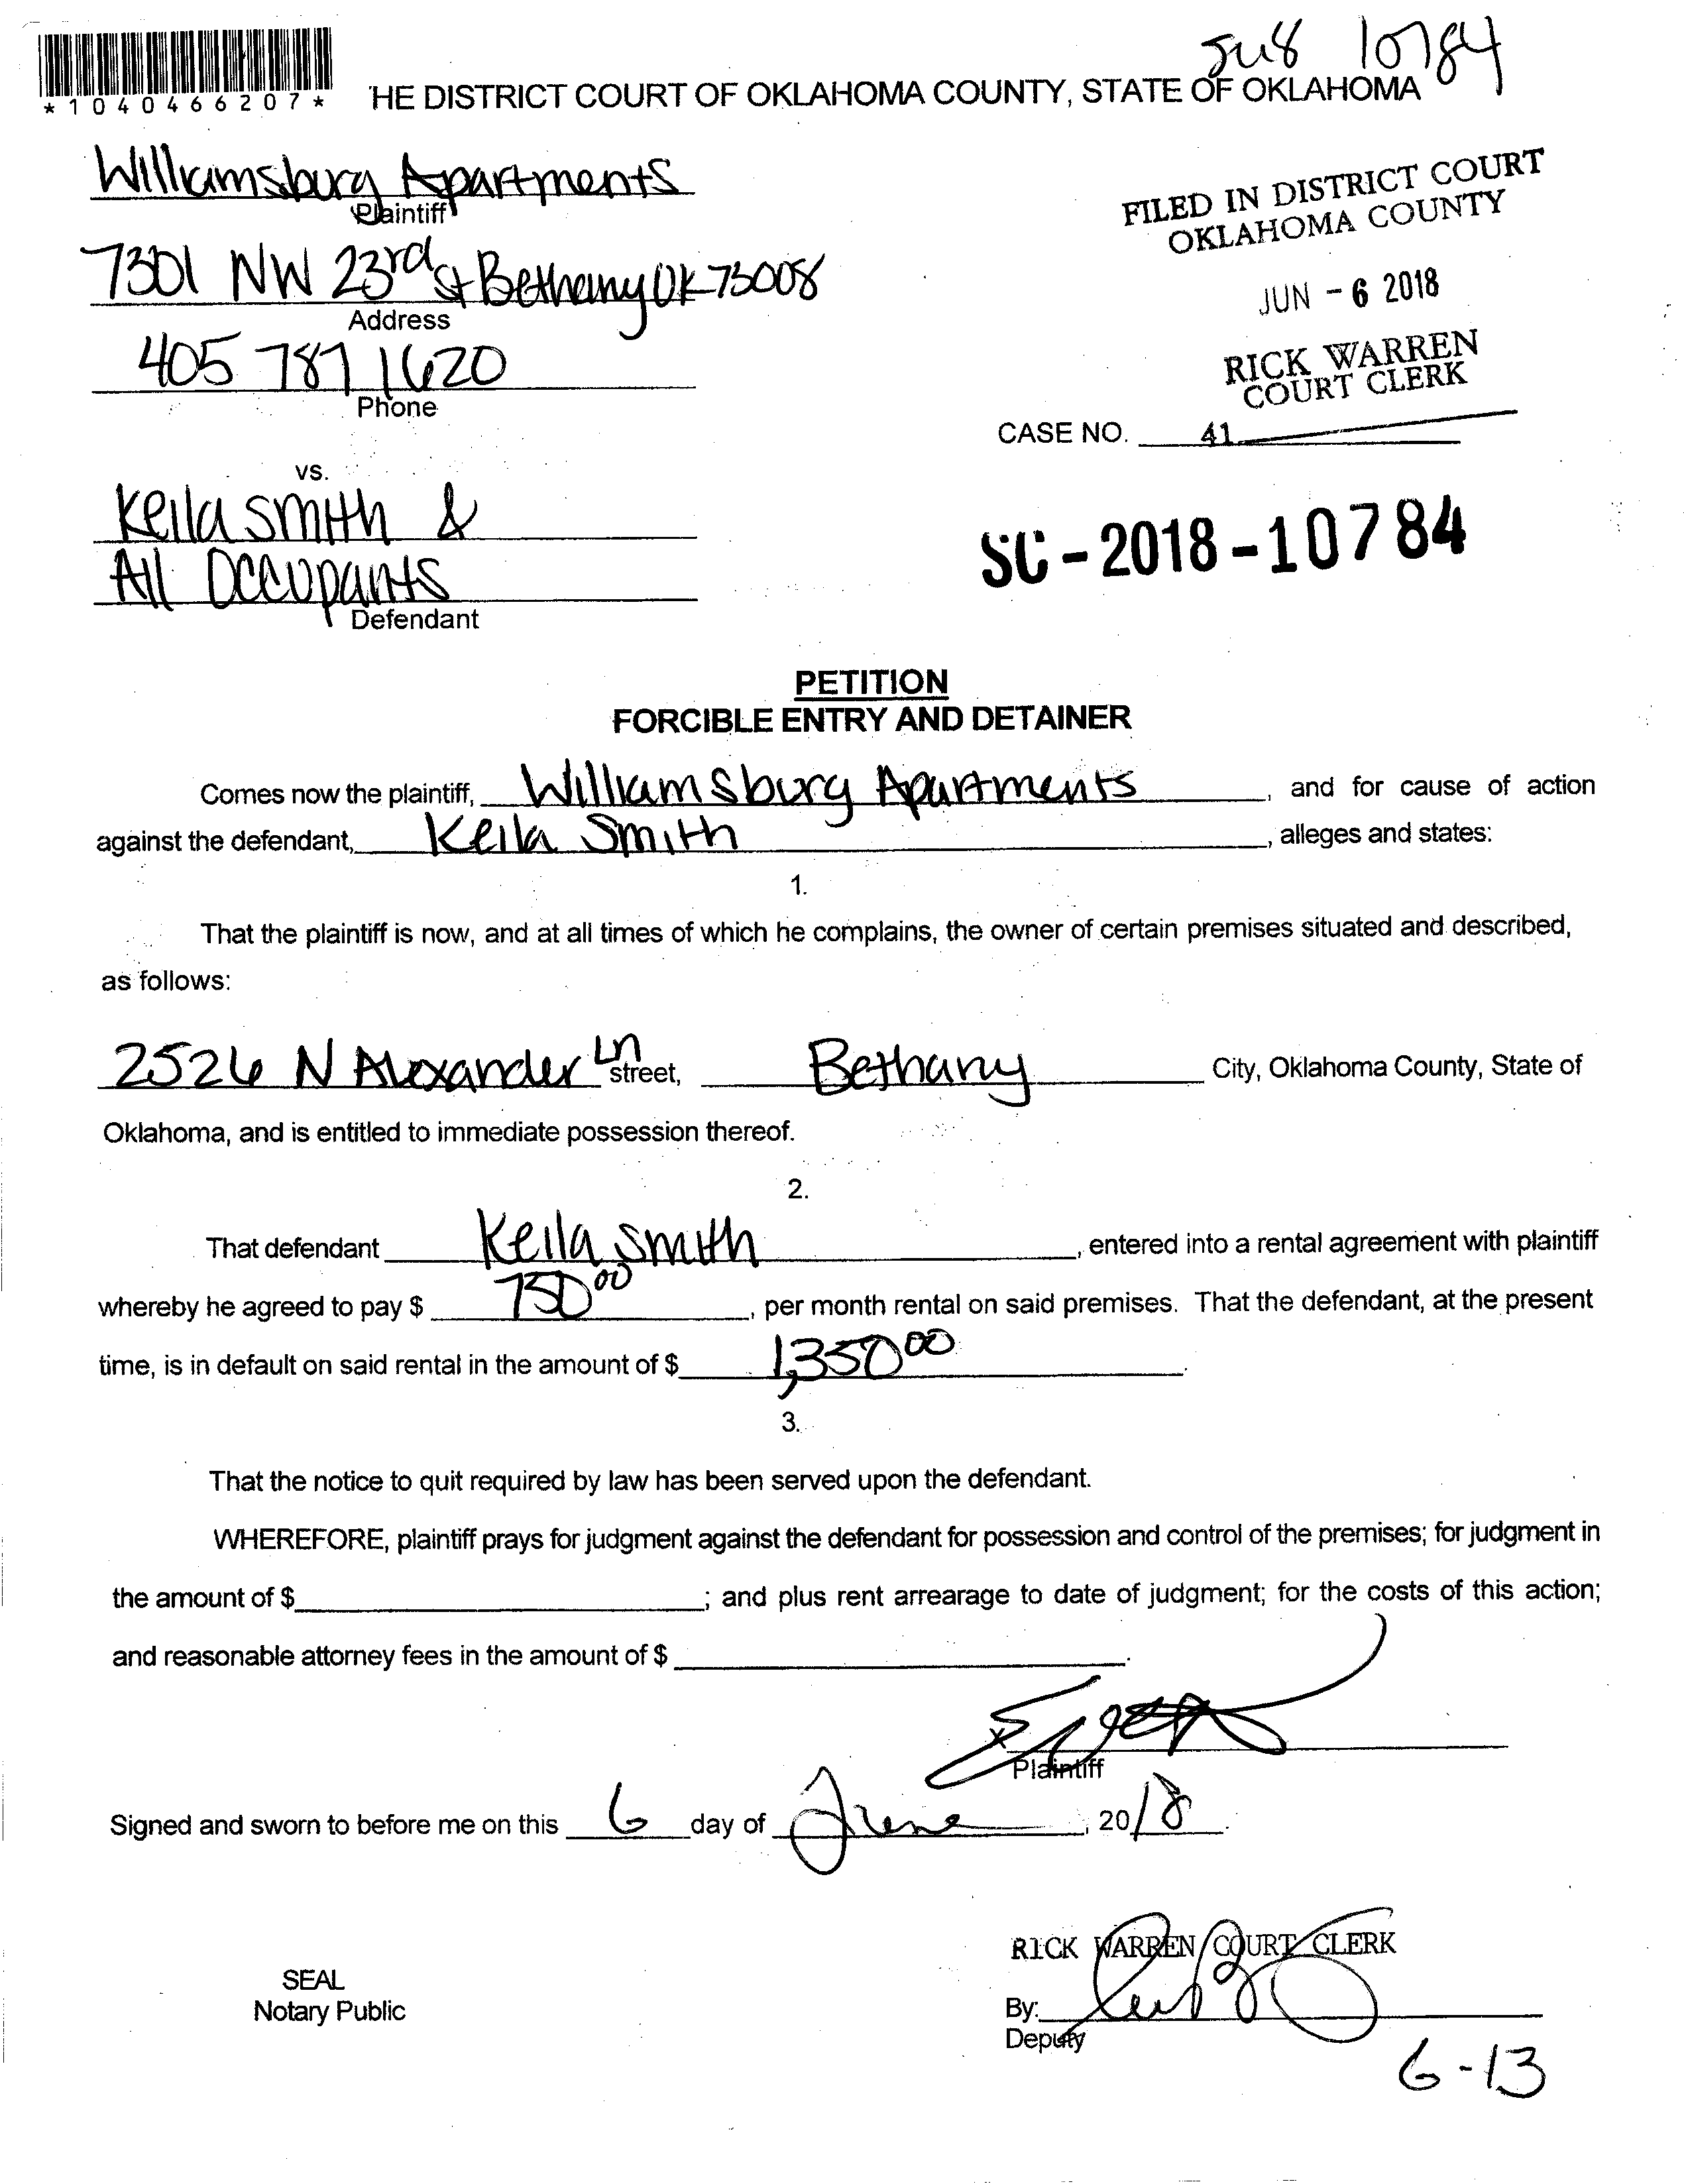 JU8 10784
*1040466207*
HE DISTRICT COURT OF OKLAHOMA COUNTY, STATE OF OKLAHOMA
Williamsburg Apartments
Plaintiff
FILED IN DISTRICT COURT
OKLAHOMA COUNTY
7301 NW 23rd St Bethany OK 73008
Address
JUN - 6 2018
405 787 1620
Phone
RICK WARREN
COURT CLERK
CASE NO. 41
vs.
Keila Smith &
All Occupants
Defendant
SC-2018-10784
PETITION
FORCIBLE ENTRY AND DETAINER
Comes now the plaintiff, Williamsburg Apartments, and for cause of action
against the defendant, Keila Smith, alleges and states:
1.
That the plaintiff is now, and at all times of which he complains, the owner of certain premises situated and described,
as follows:
2526 N Alexander Ln street, Bethany City, Oklahoma County, State of
Oklahoma, and is entitled to immediate possession thereof.
2.
That defendant Keila Smith, entered into a rental agreement with plaintiff
whereby he agreed to pay $ 750 00, per month rental on said premises. That the defendant, at the present
time, is in default on said rental in the amount of $ 1,350 00.
3.
That the notice to quit required by law has been served upon the defendant.
WHEREFORE, plaintiff prays for judgment against the defendant for possession and control of the premises; for judgment in
the amount of $ ; and plus rent arrearage to date of judgment; for the costs of this action;
and reasonable attorney fees in the amount of $ .
X
Plaintiff
Signed and sworn to before me on this 6 day of June, 2018.
RICK WARREN COURT CLERK
SEAL
Notary Public
By:
Deputy
6-13